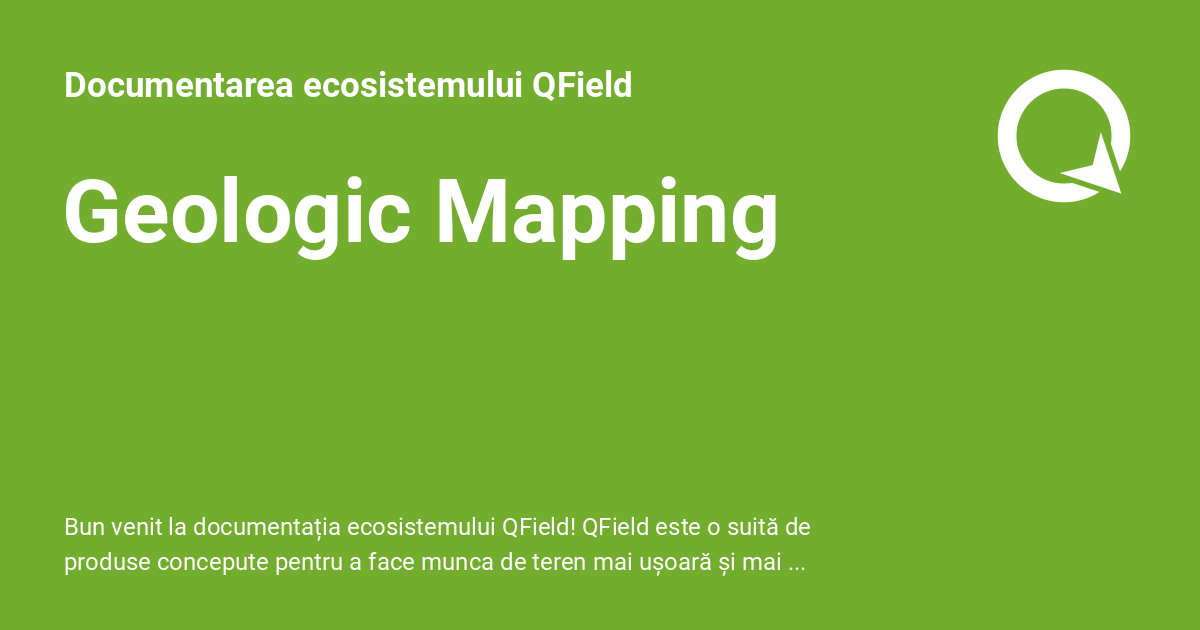 Documentarea ecosistemului QField
Geologic Mapping
Bun venit la documentația ecosistemului QField! QField este o suită de
produse concepute pentru a face munca de teren mai ușoară și mai ...